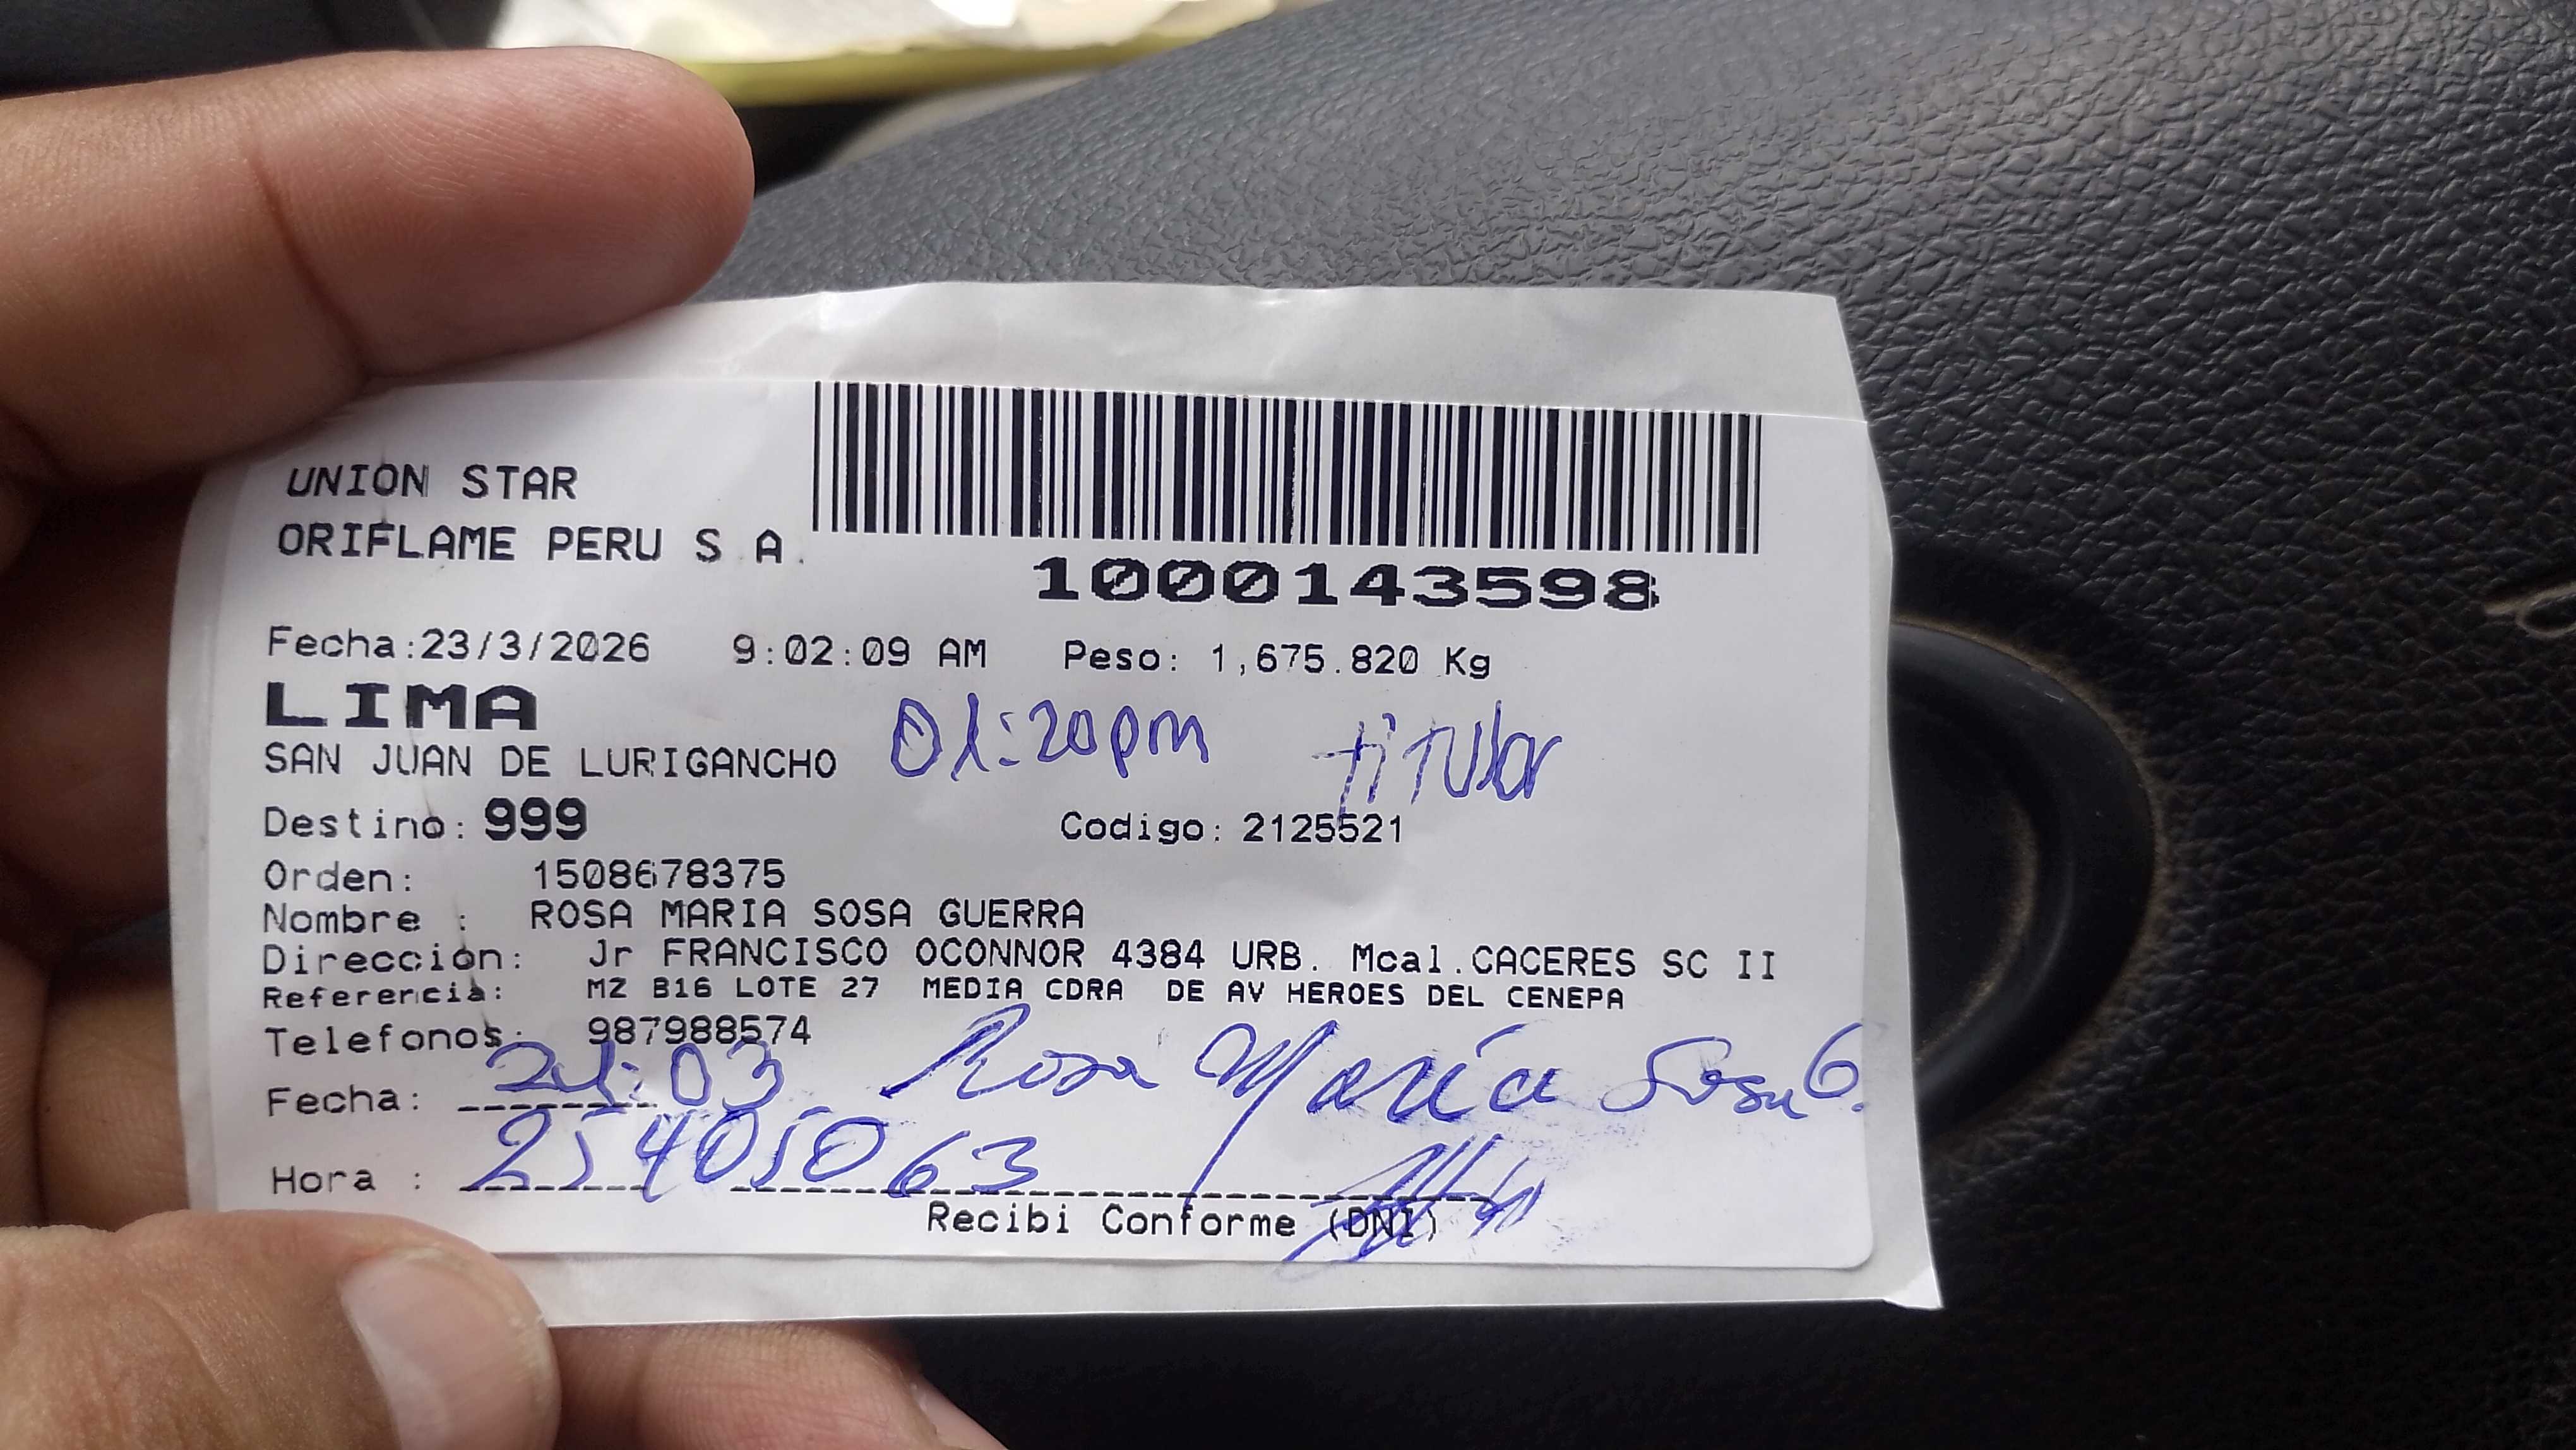 UNION STAR
ORIFLAME PERU S.A.
1000143598
Fecha:23/3/2026 9:02:09 AM Peso: 1,675.820 Kg
LIMA
SAN JUAN DE LURIGANCHO 01:20pm titular
Destino: 999 Codigo: 2125521
Orden: 1508678375
Nombre : ROSA MARIA SOSA GUERRA
Direccion: Jr FRANCISCO OCONNOR 4384 URB. Mcal.CACERES SC II
Referencia: MZ B16 LOTE 27 MEDIA CDRA DE AV HEROES DEL CENEPA
Telefonos: 987988574
Fecha: 24:03 Rosa María Sosa G.
Hora : 25405063
Recibi Conforme (DNI)